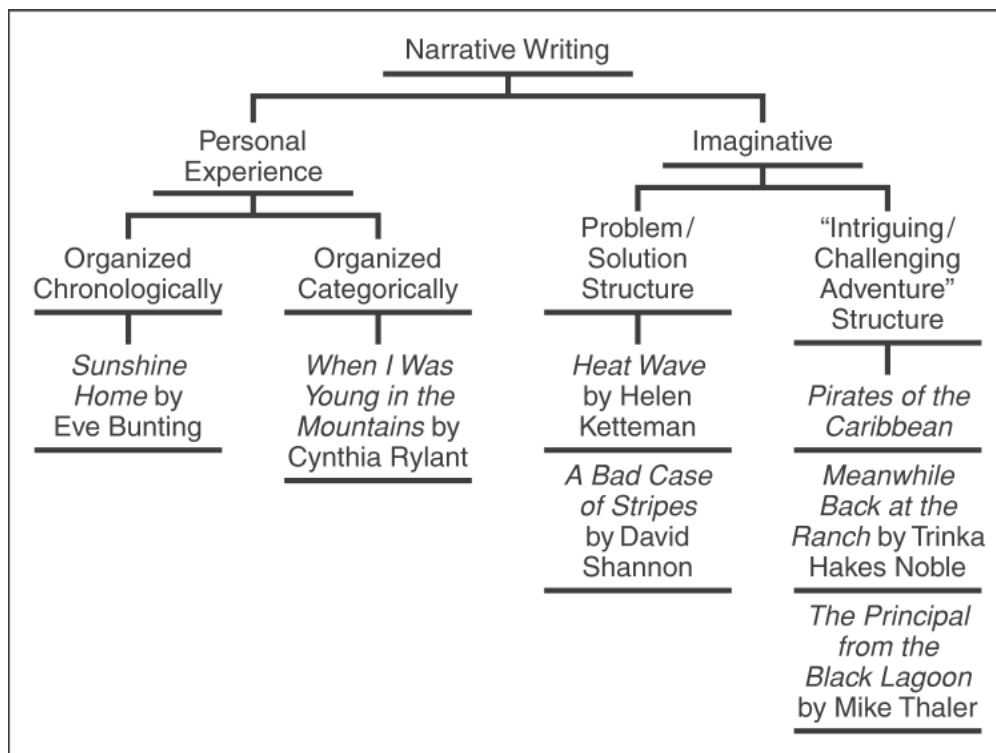 Narrative Writing
Personal
Experience
Imaginative
Organized
Chronologically
Organized
Categorically
Problem/
Solution
Structure
“Intriguing/
Challenging
Adventure”
Structure
Sunshine
Home by
Eve Bunting
When I Was
Young in the
Mountains by
Cynthia Rylant
Heat Wave
by Helen
Ketteman
A Bad Case
of Stripes
by David
Shannon
Pirates of the
Caribbean
Meanwhile
Back at the
Ranch by Trinka
Hakes Noble
The Principal
from the
Black Lagoon
by Mike Thaler